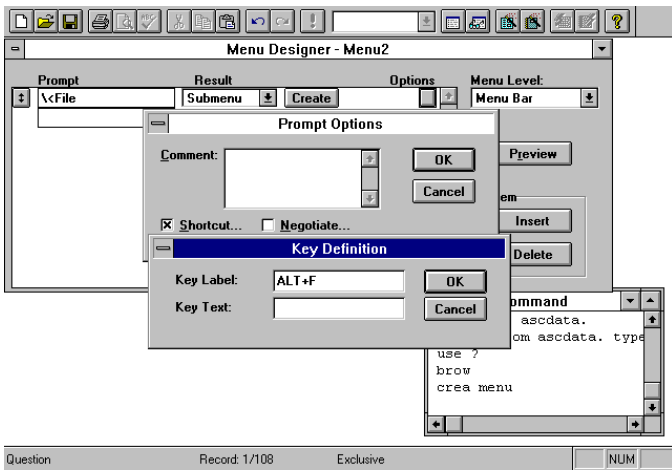 Menu Designer - Menu2
Prompt Result Options Menu Level:
\<File Submenu Create Menu Bar
Prompt Options
Comment: OK
Cancel
Preview
em
Insert
Delete
Shortcut... Negotiate...
Key Definition
Key Label: ALT+F OK
Key Text: Cancel
ommand
ascdata.
om ascdata. type
use ?
brow
crea menu
Question Record: 1/108 Exclusive NUM